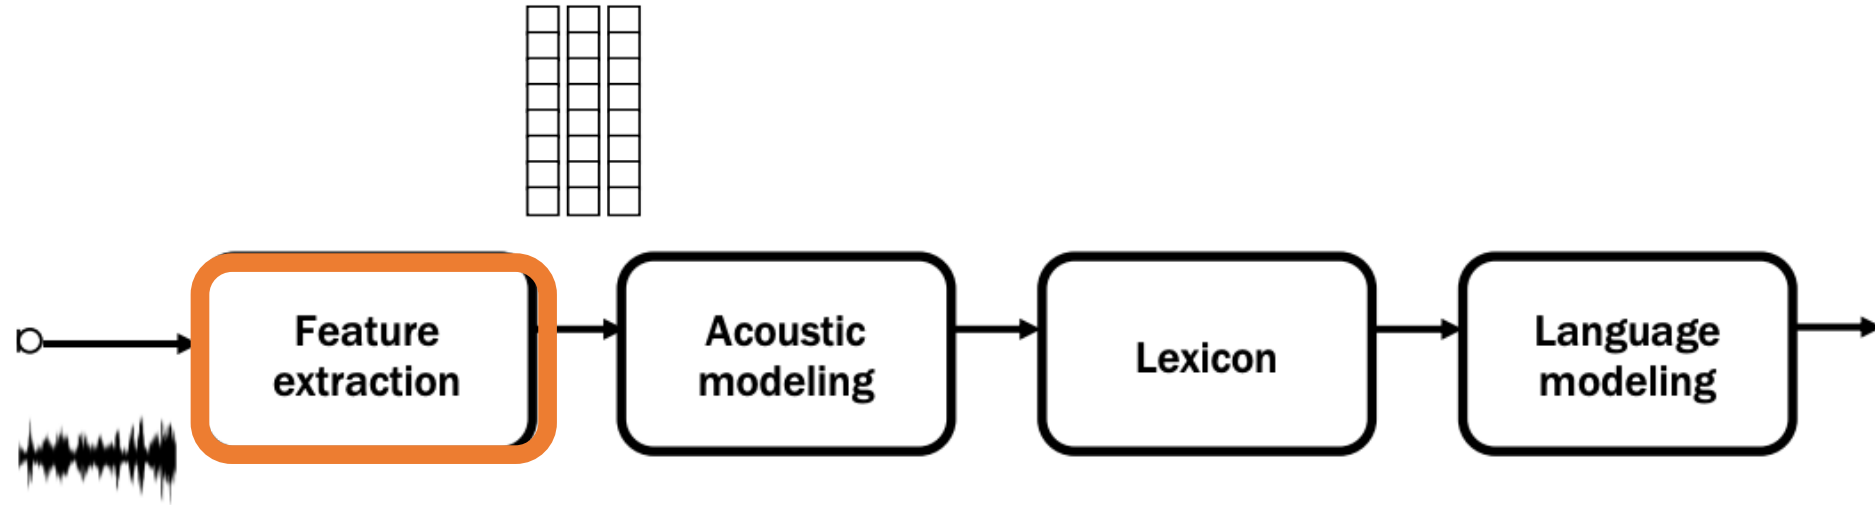 Feature
extraction
Acoustic
modeling
Lexicon
Language
modeling